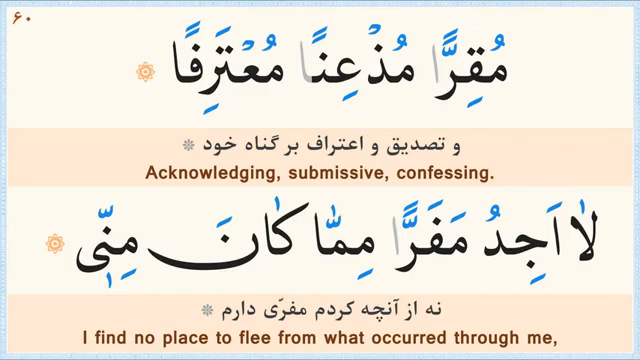 ۶۰
مُقِرًّا مُذْعِنًا مُعْتَرِفًا
و تصدیق و اعتراف بر گناه خود
Acknowledging, submissive, confessing.
لاٰ اَجِدُ مَفَرًّا مِمّٰا كٰانَ مِنّٖى
نه از آنچه کردم مفرّی دارم
I find no place to flee from what occurred through me,